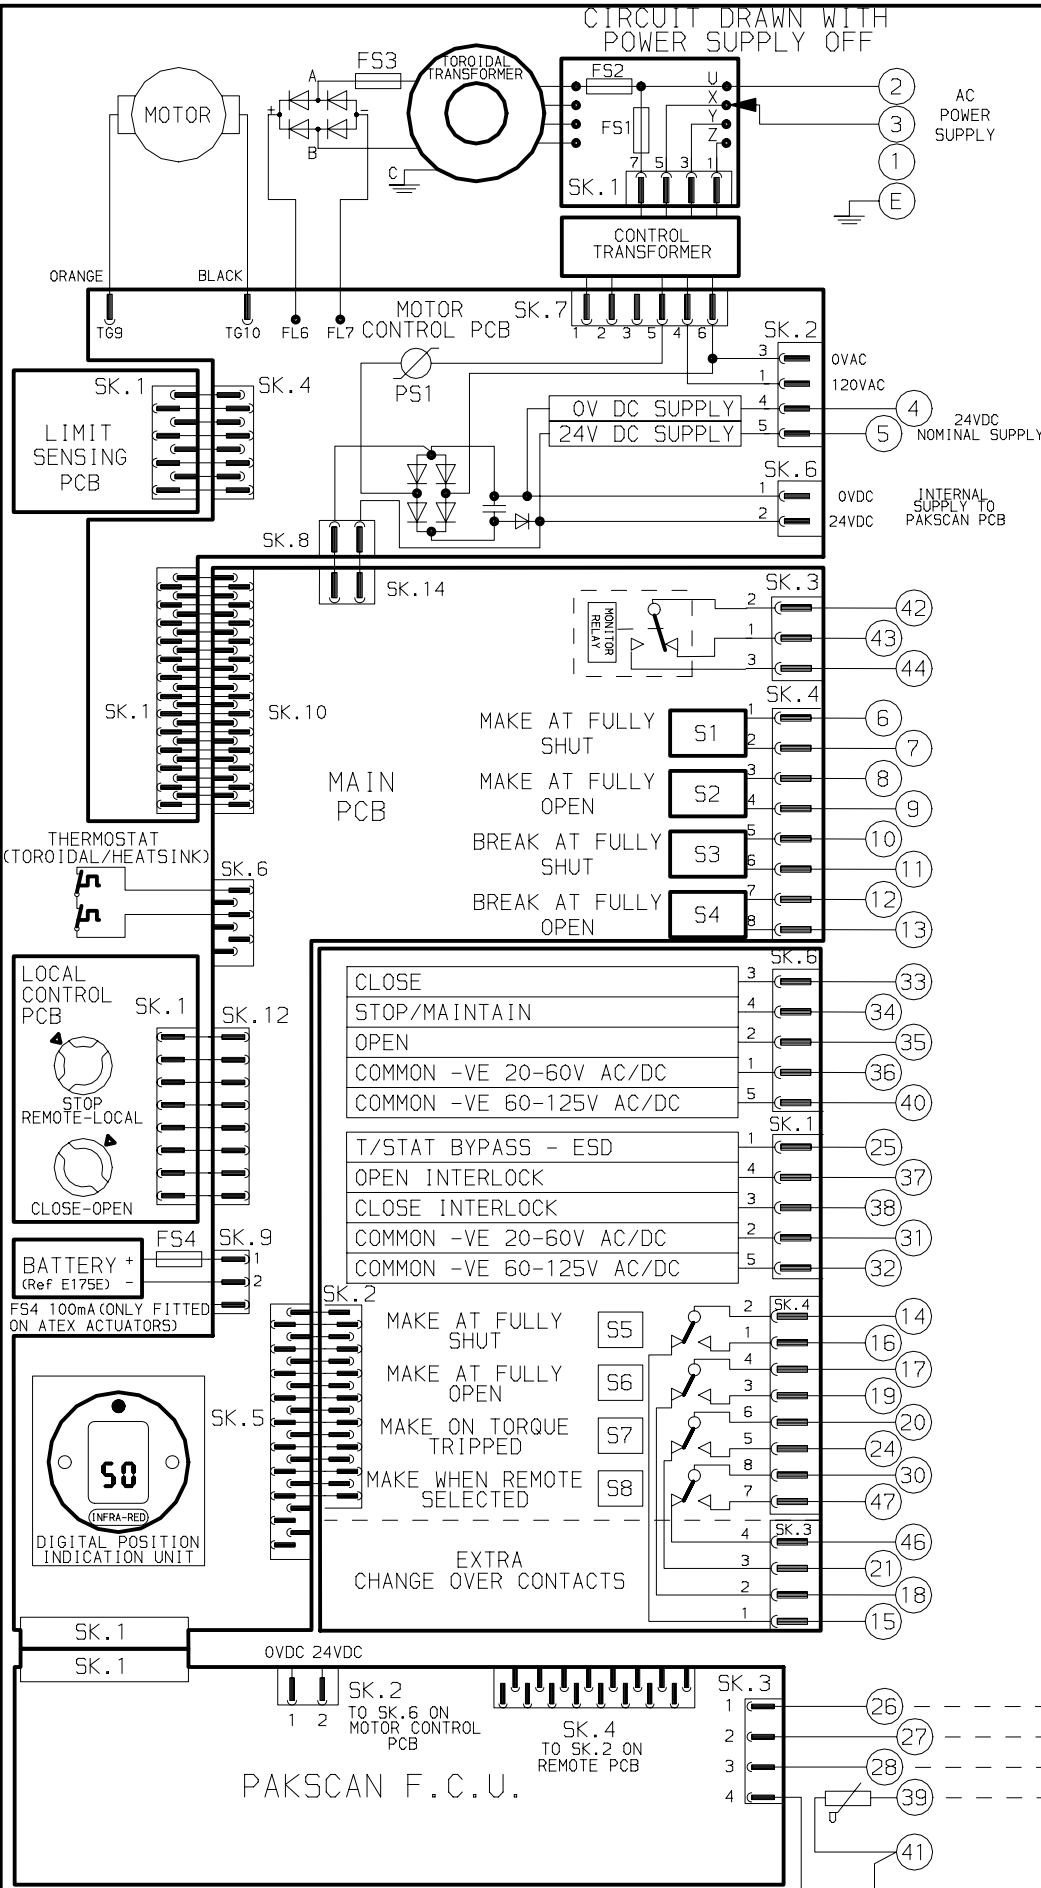 CIRCUIT DRAWN WITH
POWER SUPPLY OFF
MOTOR
A
+
−
B
FS3
TOROIDAL
TRANSFORMER
C
FS2
FS1
U
X
Y
Z
7 5 3 1
SK.1
2
3
1
E
AC
POWER
SUPPLY
CONTROL
TRANSFORMER
ORANGE
BLACK
TG9
TG10
FL6
FL7
MOTOR
CONTROL PCB
SK.7
1 2 3 5 4 6
SK.2
3
0VAC
1
120VAC
PS1
0V DC SUPPLY
4
4
24V DC SUPPLY
5
5
24VDC
NOMINAL SUPPLY
SK.1
SK.4
LIMIT
SENSING
PCB
SK.6
1
0VDC
2
24VDC
INTERNAL
SUPPLY TO
PAKSCAN PCB
SK.8
SK.14
SK.1
SK.10
MAIN
PCB
MONITOR
RELAY
SK.3
2
42
1
43
3
44
SK.4
MAKE AT FULLY
SHUT
S1
1
6
2
7
MAKE AT FULLY
OPEN
S2
3
8
4
9
BREAK AT FULLY
SHUT
S3
5
10
6
11
BREAK AT FULLY
OPEN
S4
7
12
8
13
THERMOSTAT
(TOROIDAL/HEATSINK)
SK.6
LOCAL
CONTROL
PCB
SK.1
SK.12
STOP
REMOTE-LOCAL
CLOSE-OPEN
SK.6
CLOSE
3
33
STOP/MAINTAIN
4
34
OPEN
2
35
COMMON -VE 20-60V AC/DC
1
36
COMMON -VE 60-125V AC/DC
5
40
SK.1
T/STAT BYPASS - ESD
1
25
OPEN INTERLOCK
4
37
CLOSE INTERLOCK
3
38
COMMON -VE 20-60V AC/DC
2
31
COMMON -VE 60-125V AC/DC
5
32
BATTERY
(Ref E175E)
+
−
FS4
SK.9
1
2
FS4 100mA(ONLY FITTED
ON ATEX ACTUATORS)
SK.2
SK.5
SK.4
MAKE AT FULLY
SHUT
S5
2
14
1
16
MAKE AT FULLY
OPEN
S6
4
17
3
19
MAKE ON TORQUE
TRIPPED
S7
6
20
5
24
MAKE WHEN REMOTE
SELECTED
S8
8
30
7
47
SK.3
EXTRA
CHANGE OVER CONTACTS
4
46
3
21
2
18
1
15
50
INFRA-RED
DIGITAL POSITION
INDICATION UNIT
SK.1
SK.1
0VDC 24VDC
SK.2
1 2
TO SK.6 ON
MOTOR CONTROL
PCB
SK.4
TO SK.2 ON
REMOTE PCB
PAKSCAN F.C.U.
SK.3
1
26
2
27
3
28
4
39
41